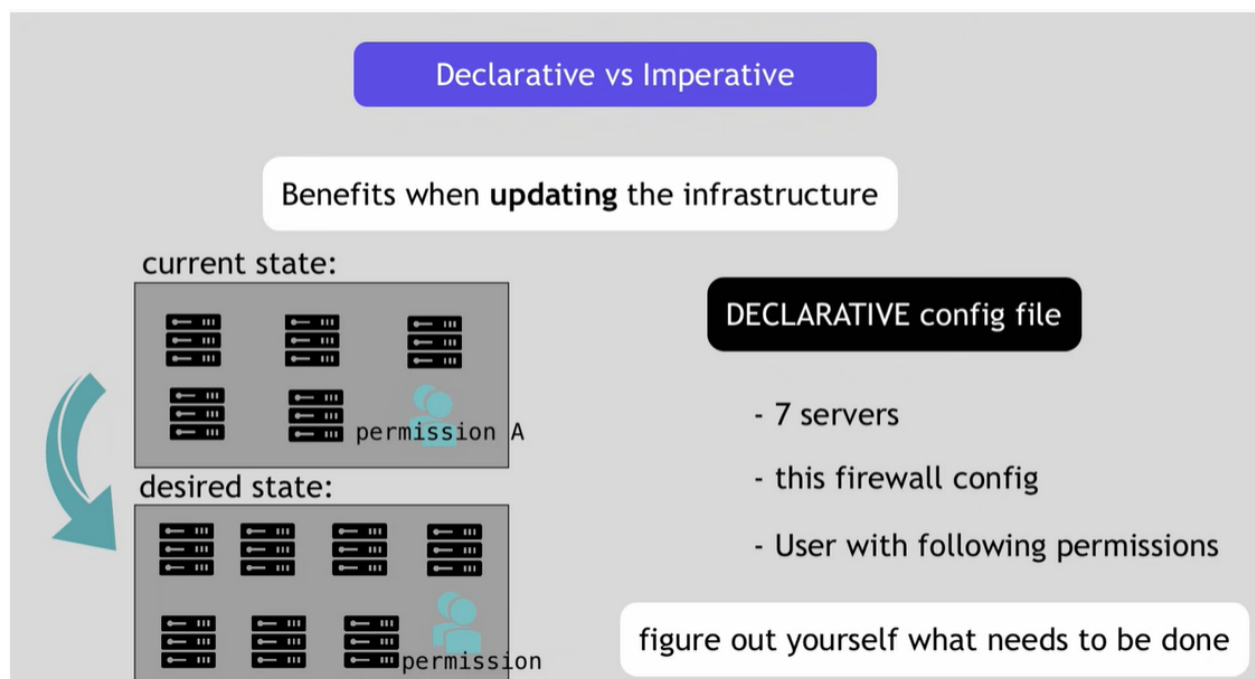 Declarative vs Imperative
Benefits when updating the infrastructure
current state:
permission A
desired state:
permission
DECLARATIVE config file
- 7 servers
- this firewall config
- User with following permissions
figure out yourself what needs to be done